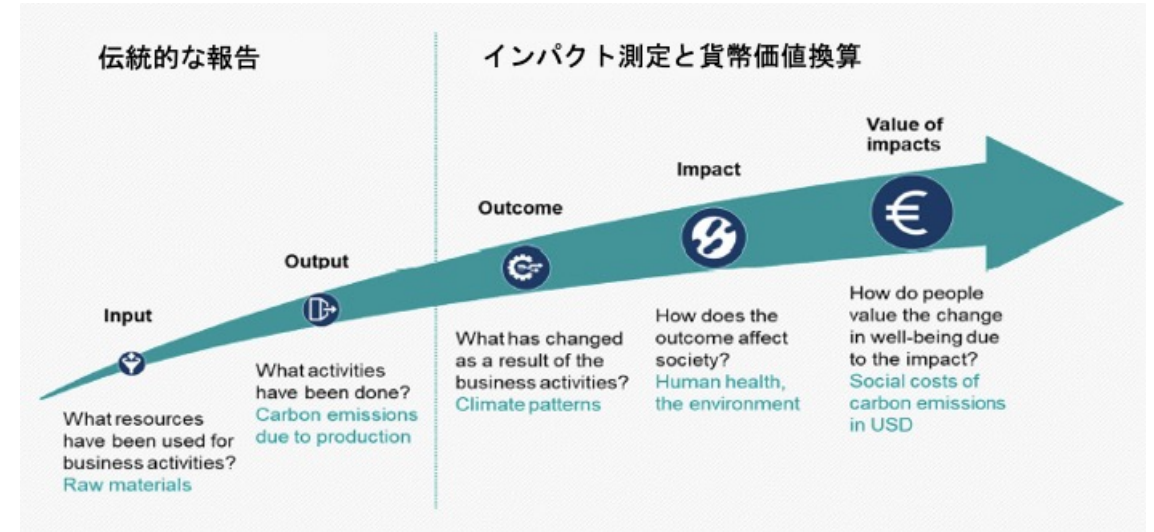 伝統的な報告
インパクト測定と貨幣価値換算
Input
What resources
have been used for
business activities?
Raw materials
Output
What activities
have been done?
Carbon emissions
due to production
Outcome
What has changed
as a result of the
business activities?
Climate patterns
Impact
How does the
outcome affect
society?
Human health,
the environment
Value of
impacts
€
How do people
value the change
in well-being due
to the impact?
Social costs of
carbon emissions
in USD